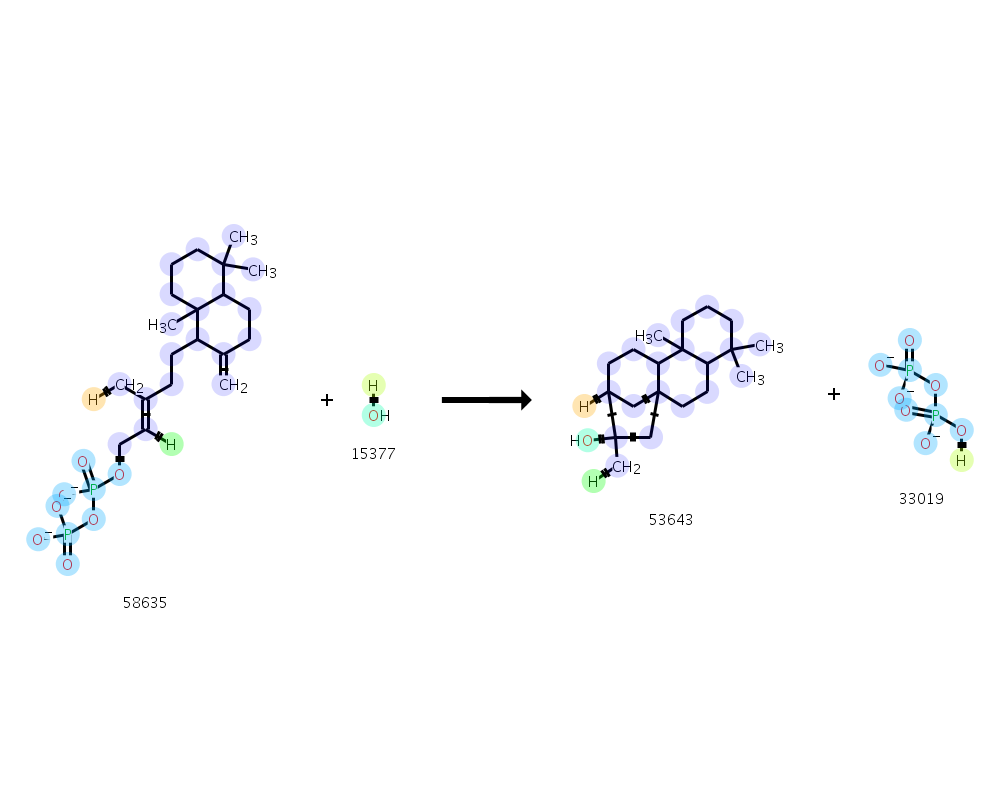 CH3
CH3
H3C
CH2
CH2
H
H
O
O
P
O−
O−
O
P
O−
O
58635
+
H
OH
15377
H3C
CH3
CH3
H
HO
CH2
H
53643
+
O
O−
P
O
O−
O
P
O
O−
H
33019